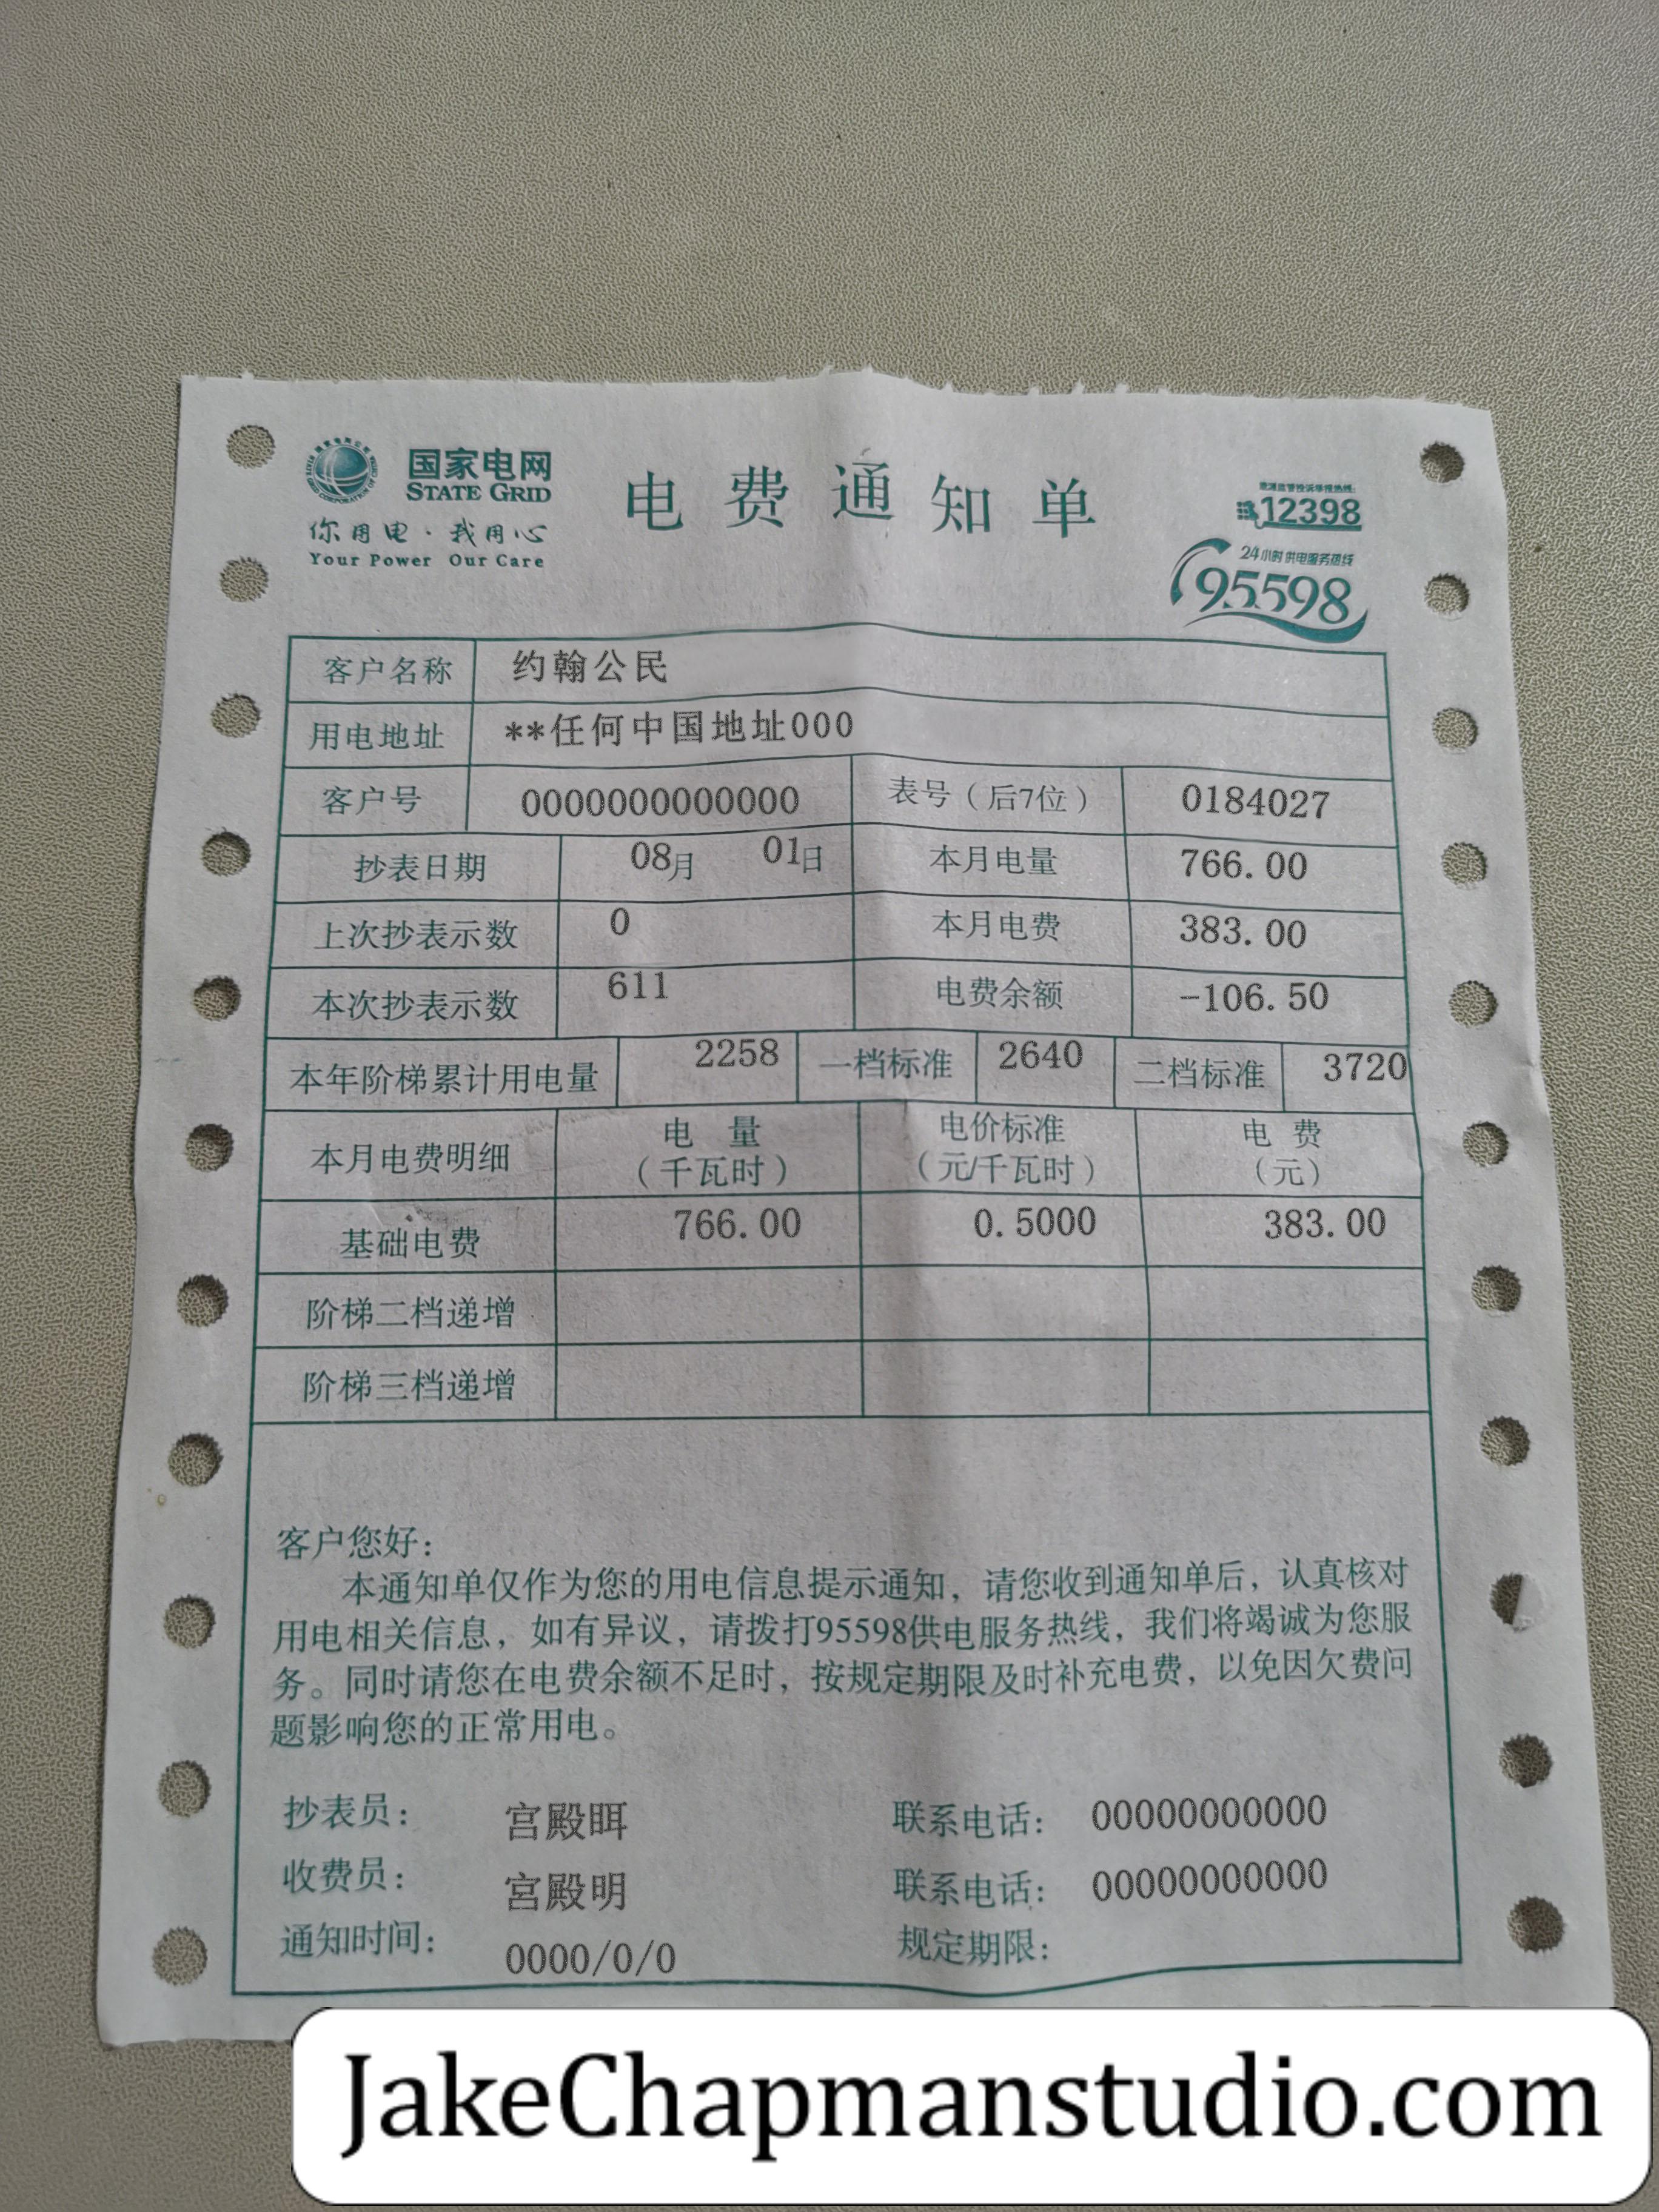 国家电网
STATE GRID
你用电·我用心
Your Power Our Care
电费通知单
12398
24小时供电服务热线
95598
客户名称 约翰公民
用电地址 **任何中国地址000
客户号 0000000000000 表号（后7位） 0184027
抄表日期 08月 01日 本月电量 766.00
上次抄表示数 0 本月电费 383.00
本次抄表示数 611 电费余额 -106.50
本年阶梯累计用电量 2258 一档标准 2640 二档标准 3720
本月电费明细 电 量（千瓦时） 电价标准（元/千瓦时） 电 费（元）
基础电费 766.00 0.5000 383.00
阶梯二档递增
阶梯三档递增
客户您好：
本通知单仅作为您的用电信息提示通知，请您收到通知单后，认真核对
用电相关信息，如有异议，请拨打95598供电服务热线，我们将竭诚为您服
务。同时请您在电费余额不足时，按规定期限及时补充电费，以免因欠费问
题影响您的正常用电。
抄表员： 宫殿眲 联系电话： 00000000000
收费员： 宫殿明 联系电话： 00000000000
通知时间： 0000/0/0 规定期限：
JakeChapmanstudio.com